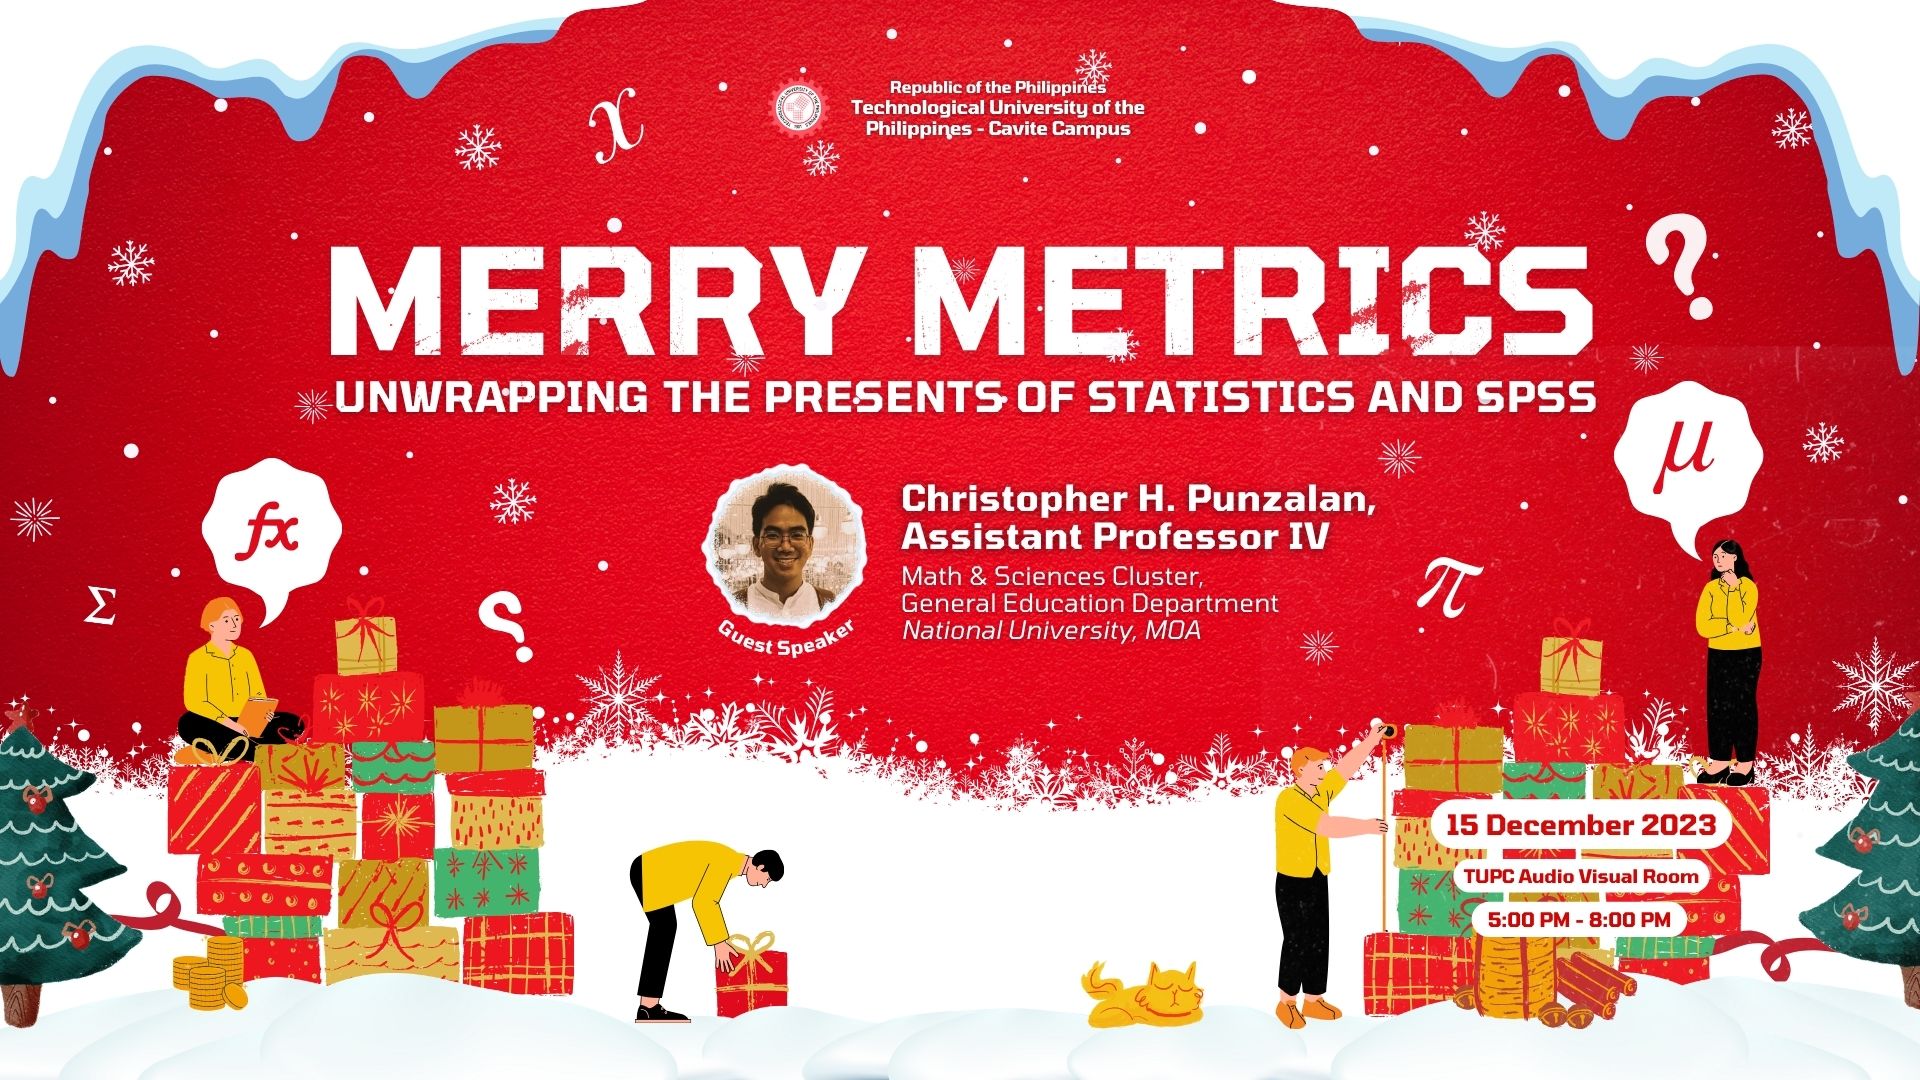 Republic of the Philippines
Technological University of the
Philippines - Cavite Campus
x
?
MERRY METRICS
UNWRAPPING THE PRESENTS OF STATISTICS AND SPSS
fx
μ
Σ
?
π
Guest Speaker
Christopher H. Punzalan,
Assistant Professor IV
Math & Sciences Cluster,
General Education Department
National University, MOA
15 December 2023
TUPC Audio Visual Room
5:00 PM - 8:00 PM